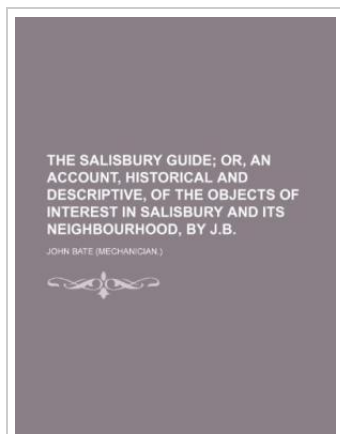 THE SALISBURY GUIDE; OR, AN
ACCOUNT, HISTORICAL AND
DESCRIPTIVE, OF THE OBJECTS OF
INTEREST IN SALISBURY AND ITS
NEIGHBOURHOOD, BY J.B.
JOHN BATE (MECHANICIAN.)